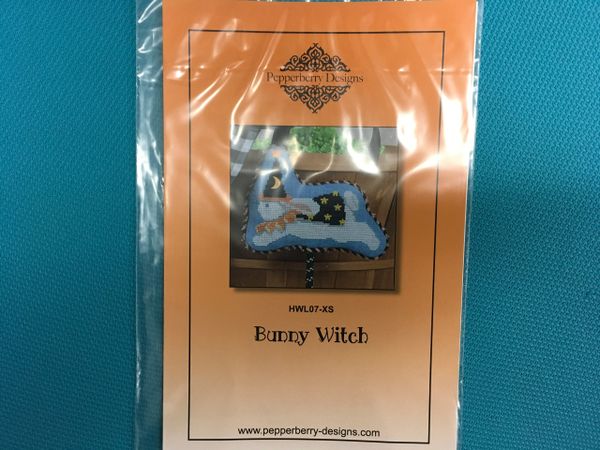 Pepperberry Designs
HWL07-XS
Bunny Witch
www.pepperberry-designs.com